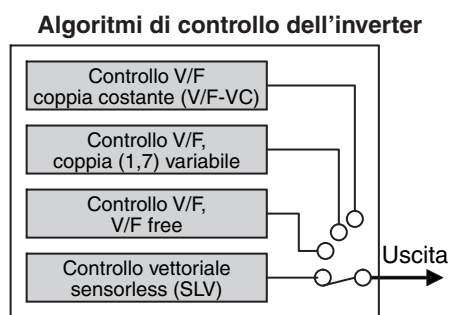 Algoritmi di controllo dell'inverter
Controllo V/F
coppia costante (V/F-VC)
Controllo V/F,
coppia (1,7) variabile
Controllo V/F,
V/F free
Controllo vettoriale
sensorless (SLV)
Uscita